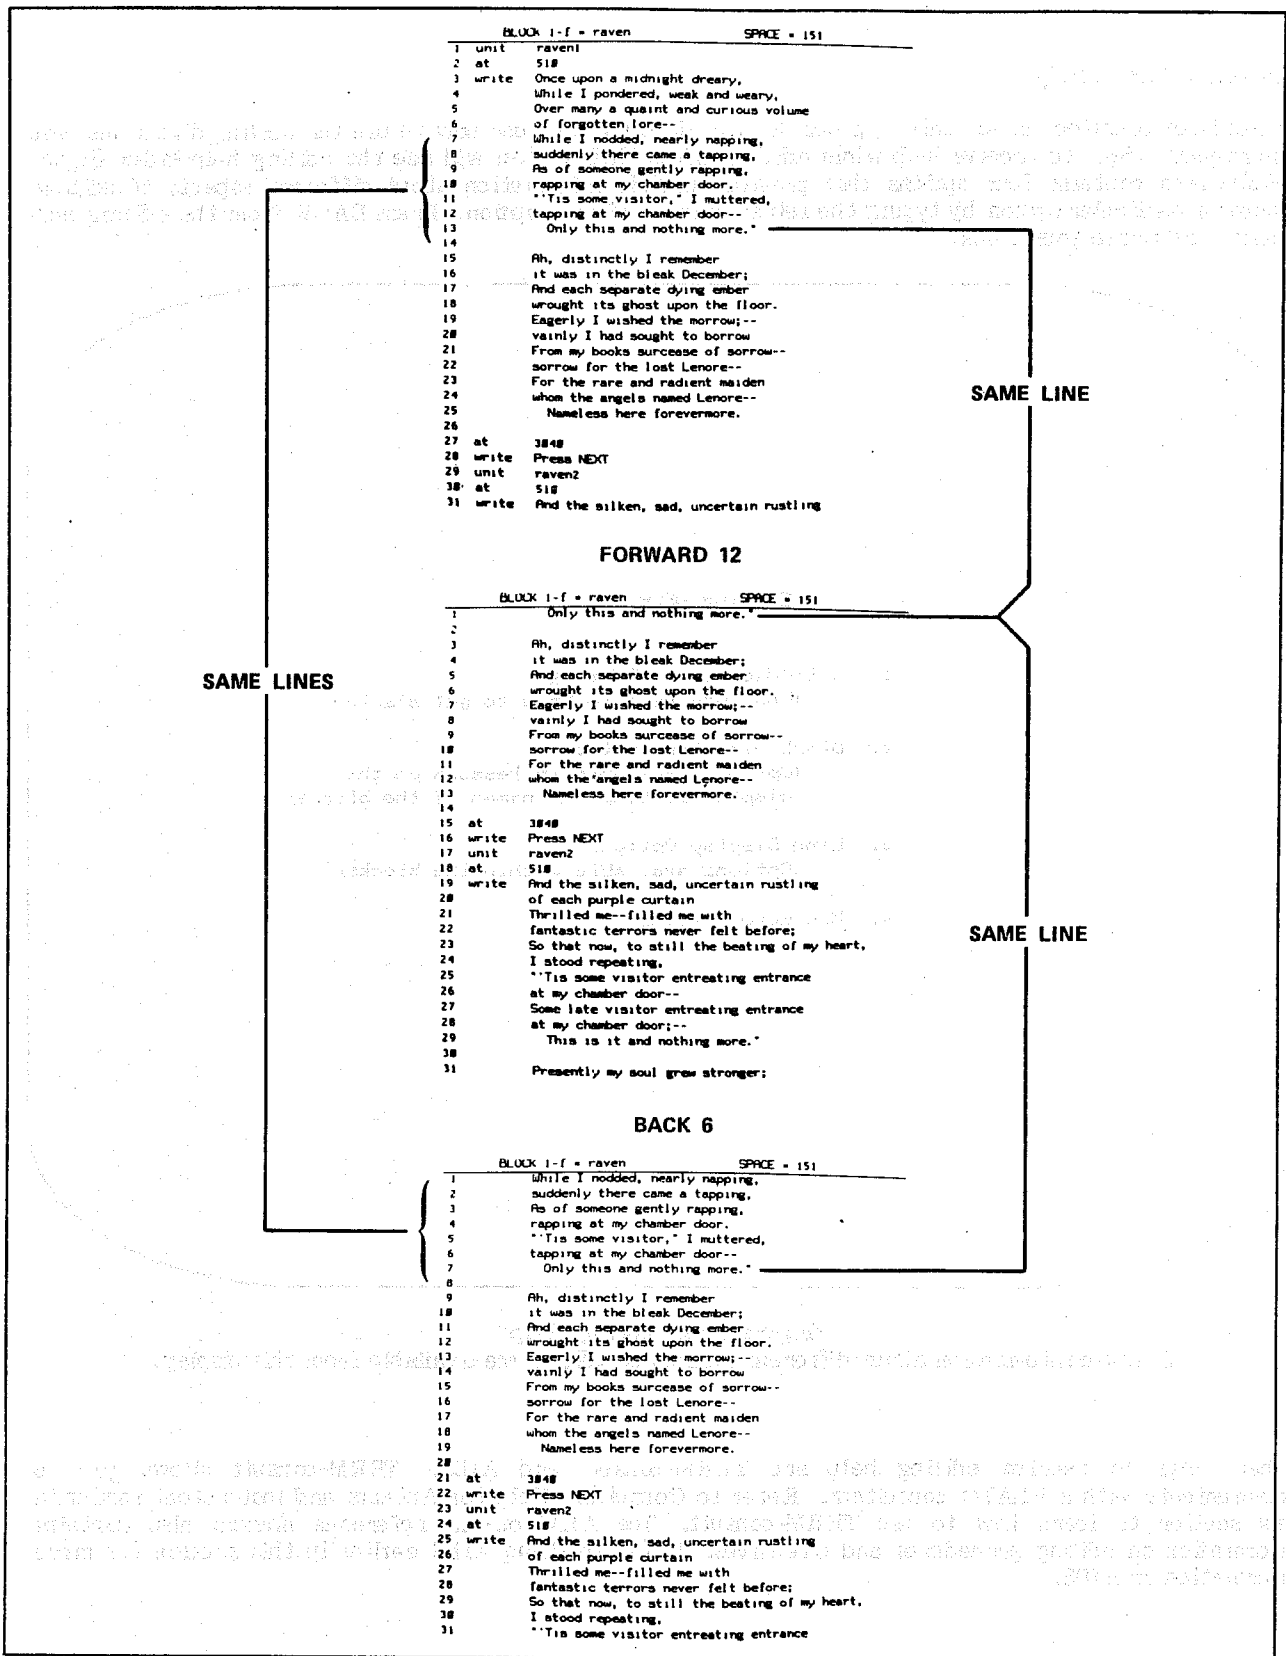 BLOCK 1-f = raven SPACE = 151
1 unit raven1
2 at 510
3 write Once upon a midnight dreary,
4 While I pondered, weak and weary,
5 Over many a quaint and curious volume
6 of forgotten lore--
7 While I nodded, nearly napping,
8 suddenly there came a tapping,
9 As of someone gently rapping,
10 rapping at my chamber door.
11 "'Tis some visitor," I muttered,
12 tapping at my chamber door--
13 Only this and nothing more."
14
15 Ah, distinctly I remember
16 it was in the bleak December;
17 And each separate dying ember
18 wrought its ghost upon the floor.
19 Eagerly I wished the morrow;--
20 vainly I had sought to borrow
21 From my books surcease of sorrow--
22 sorrow for the lost Lenore--
23 For the rare and radient maiden
24 whom the angels named Lenore--
25 Nameless here forevermore.
26
27 at 3040
28 write Press NEXT
29 unit raven2
30 at 510
31 write And the silken, sad, uncertain rustling
SAME LINE
FORWARD 12
BLOCK 1-f = raven SPACE = 151
1 Only this and nothing more."
2
3 Ah, distinctly I remember
4 it was in the bleak December;
5 And each separate dying ember
6 wrought its ghost upon the floor.
7 Eagerly I wished the morrow;--
8 vainly I had sought to borrow
9 From my books surcease of sorrow--
10 sorrow for the lost Lenore--
11 For the rare and radient maiden
12 whom the angels named Lenore--
13 Nameless here forevermore.
14
15 at 3040
16 write Press NEXT
17 unit raven2
18 at 510
19 write And the silken, sad, uncertain rustling
20 of each purple curtain
21 Thrilled me--filled me with
22 fantastic terrors never felt before;
23 So that now, to still the beating of my heart,
24 I stood repeating,
25 "'Tis some visitor entreating entrance
26 at my chamber door--
27 Some late visitor entreating entrance
28 at my chamber door;--
29 This is it and nothing more."
30
31 Presently my soul grew stronger;
SAME LINES
SAME LINE
BACK 6
BLOCK 1-f = raven SPACE = 151
1 While I nodded, nearly napping,
2 suddenly there came a tapping,
3 As of someone gently rapping,
4 rapping at my chamber door.
5 "'Tis some visitor," I muttered,
6 tapping at my chamber door--
7 Only this and nothing more."
8
9 Ah, distinctly I remember
10 it was in the bleak December;
11 And each separate dying ember
12 wrought its ghost upon the floor.
13 Eagerly I wished the morrow;--
14 vainly I had sought to borrow
15 From my books surcease of sorrow--
16 sorrow for the lost Lenore--
17 For the rare and radient maiden
18 whom the angels named Lenore--
19 Nameless here forevermore.
20
21 at 3040
22 write Press NEXT
23 unit raven2
24 at 510
25 write And the silken, sad, uncertain rustling
26 of each purple curtain
27 Thrilled me--filled me with
28 fantastic terrors never felt before;
29 So that now, to still the beating of my heart,
30 I stood repeating,
31 "'Tis some visitor entreating entrance